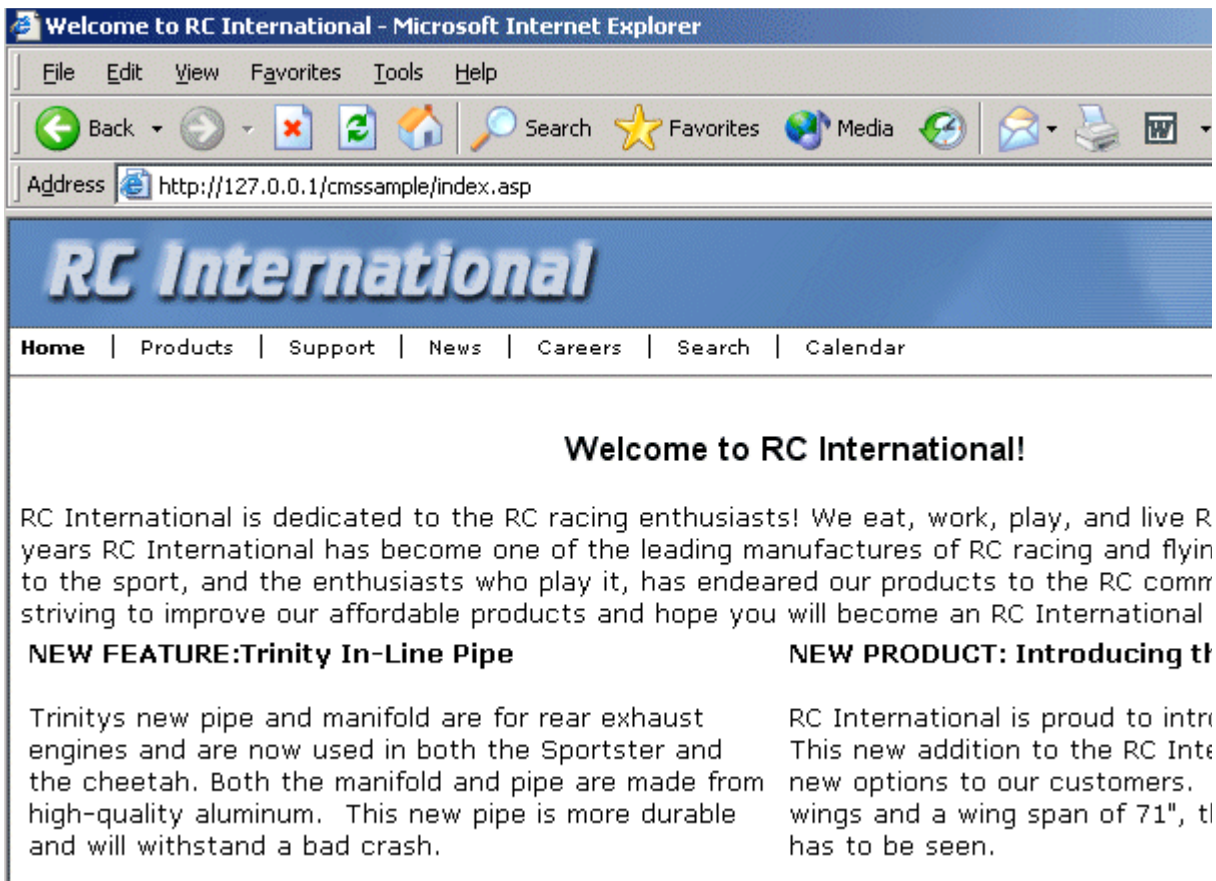 Welcome to RC International - Microsoft Internet Explorer
File Edit View Favorites Tools Help
Back Search Favorites Media W
Address http://127.0.0.1/cmssample/index.asp
RC International
Home | Products | Support | News | Careers | Search | Calendar
Welcome to RC International!
RC International is dedicated to the RC racing enthusiasts! We eat, work, play, and live
years RC International has become one of the leading manufactures of RC racing and
to the sport, and the enthusiasts who play it, has endeared our products to the RC
striving to improve our affordable products and hope you will become an RC International
NEW FEATURE:Trinity In-Line Pipe
Trinitys new pipe and manifold are for rear exhaust
engines and are now used in both the Sportster and
the cheetah. Both the manifold and pipe are made from
high-quality aluminum. This new pipe is more durable
and will withstand a bad crash.
NEW PRODUCT: Introducing
RC International is proud to
This new addition to the RC
new options to our customers.
wings and a wing span of 71",
has to be seen.